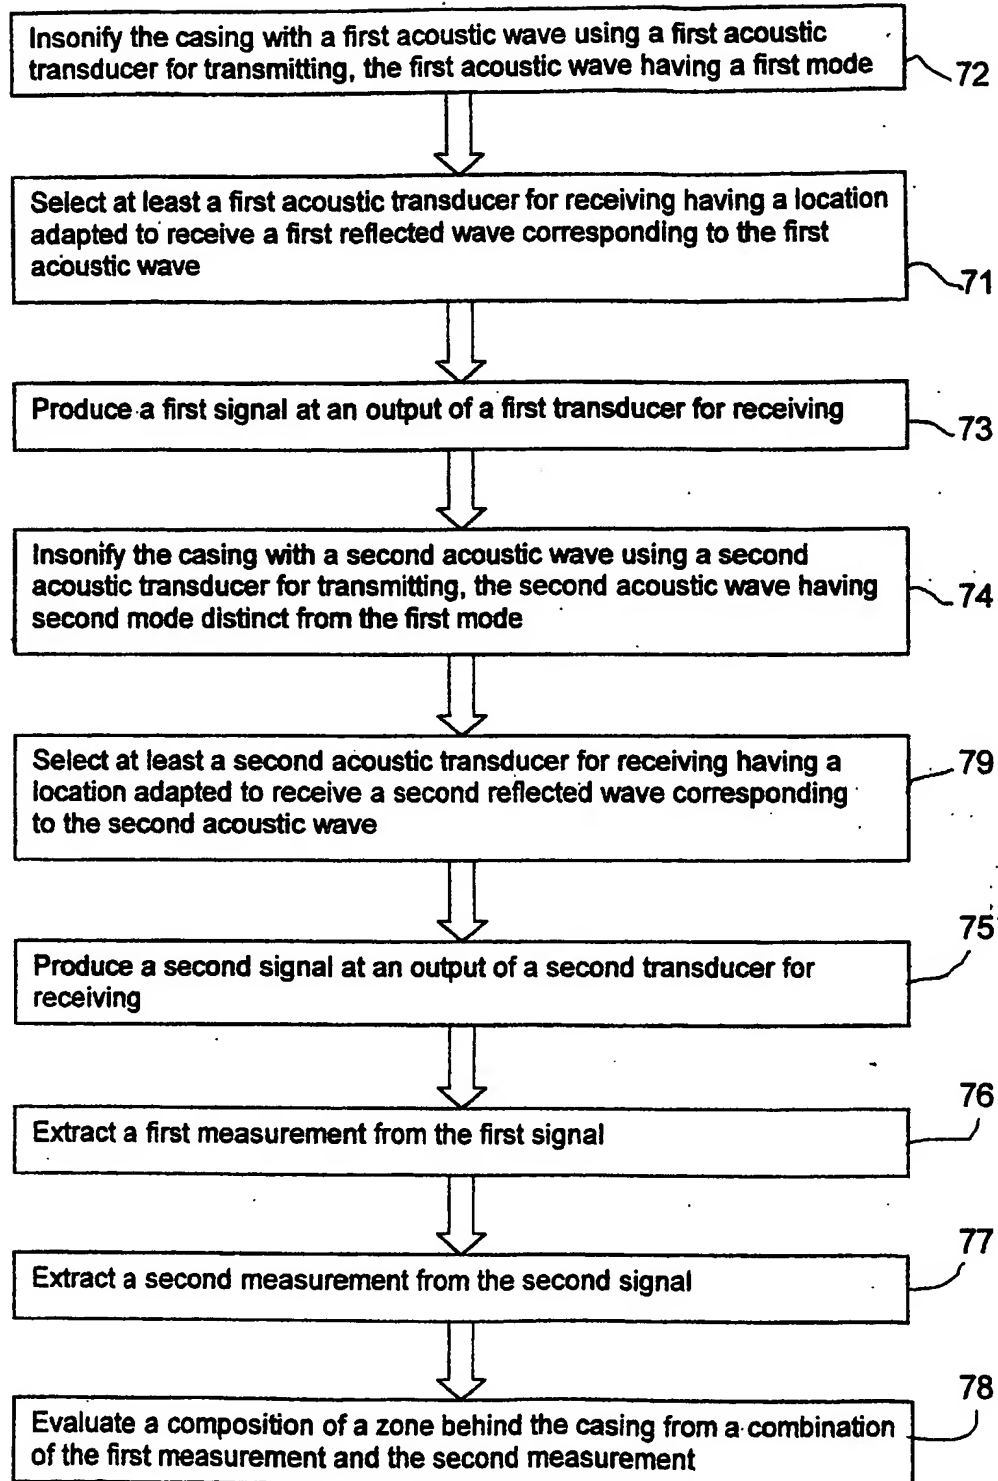 Insonify the casing with a first acoustic wave using a first acoustic
transducer for transmitting, the first acoustic wave having a first mode
72
Select at least a first acoustic transducer for receiving having a location
adapted to receive a first reflected wave corresponding to the first
acoustic wave
71
Produce a first signal at an output of a first transducer for receiving
73
Insonify the casing with a second acoustic wave using a second
acoustic transducer for transmitting, the second acoustic wave having
second mode distinct from the first mode
74
Select at least a second acoustic transducer for receiving having a
location adapted to receive a second reflected wave corresponding
to the second acoustic wave
79
Produce a second signal at an output of a second transducer for
receiving
75
Extract a first measurement from the first signal
76
Extract a second measurement from the second signal
77
Evaluate a composition of a zone behind the casing from a combination
of the first measurement and the second measurement
78